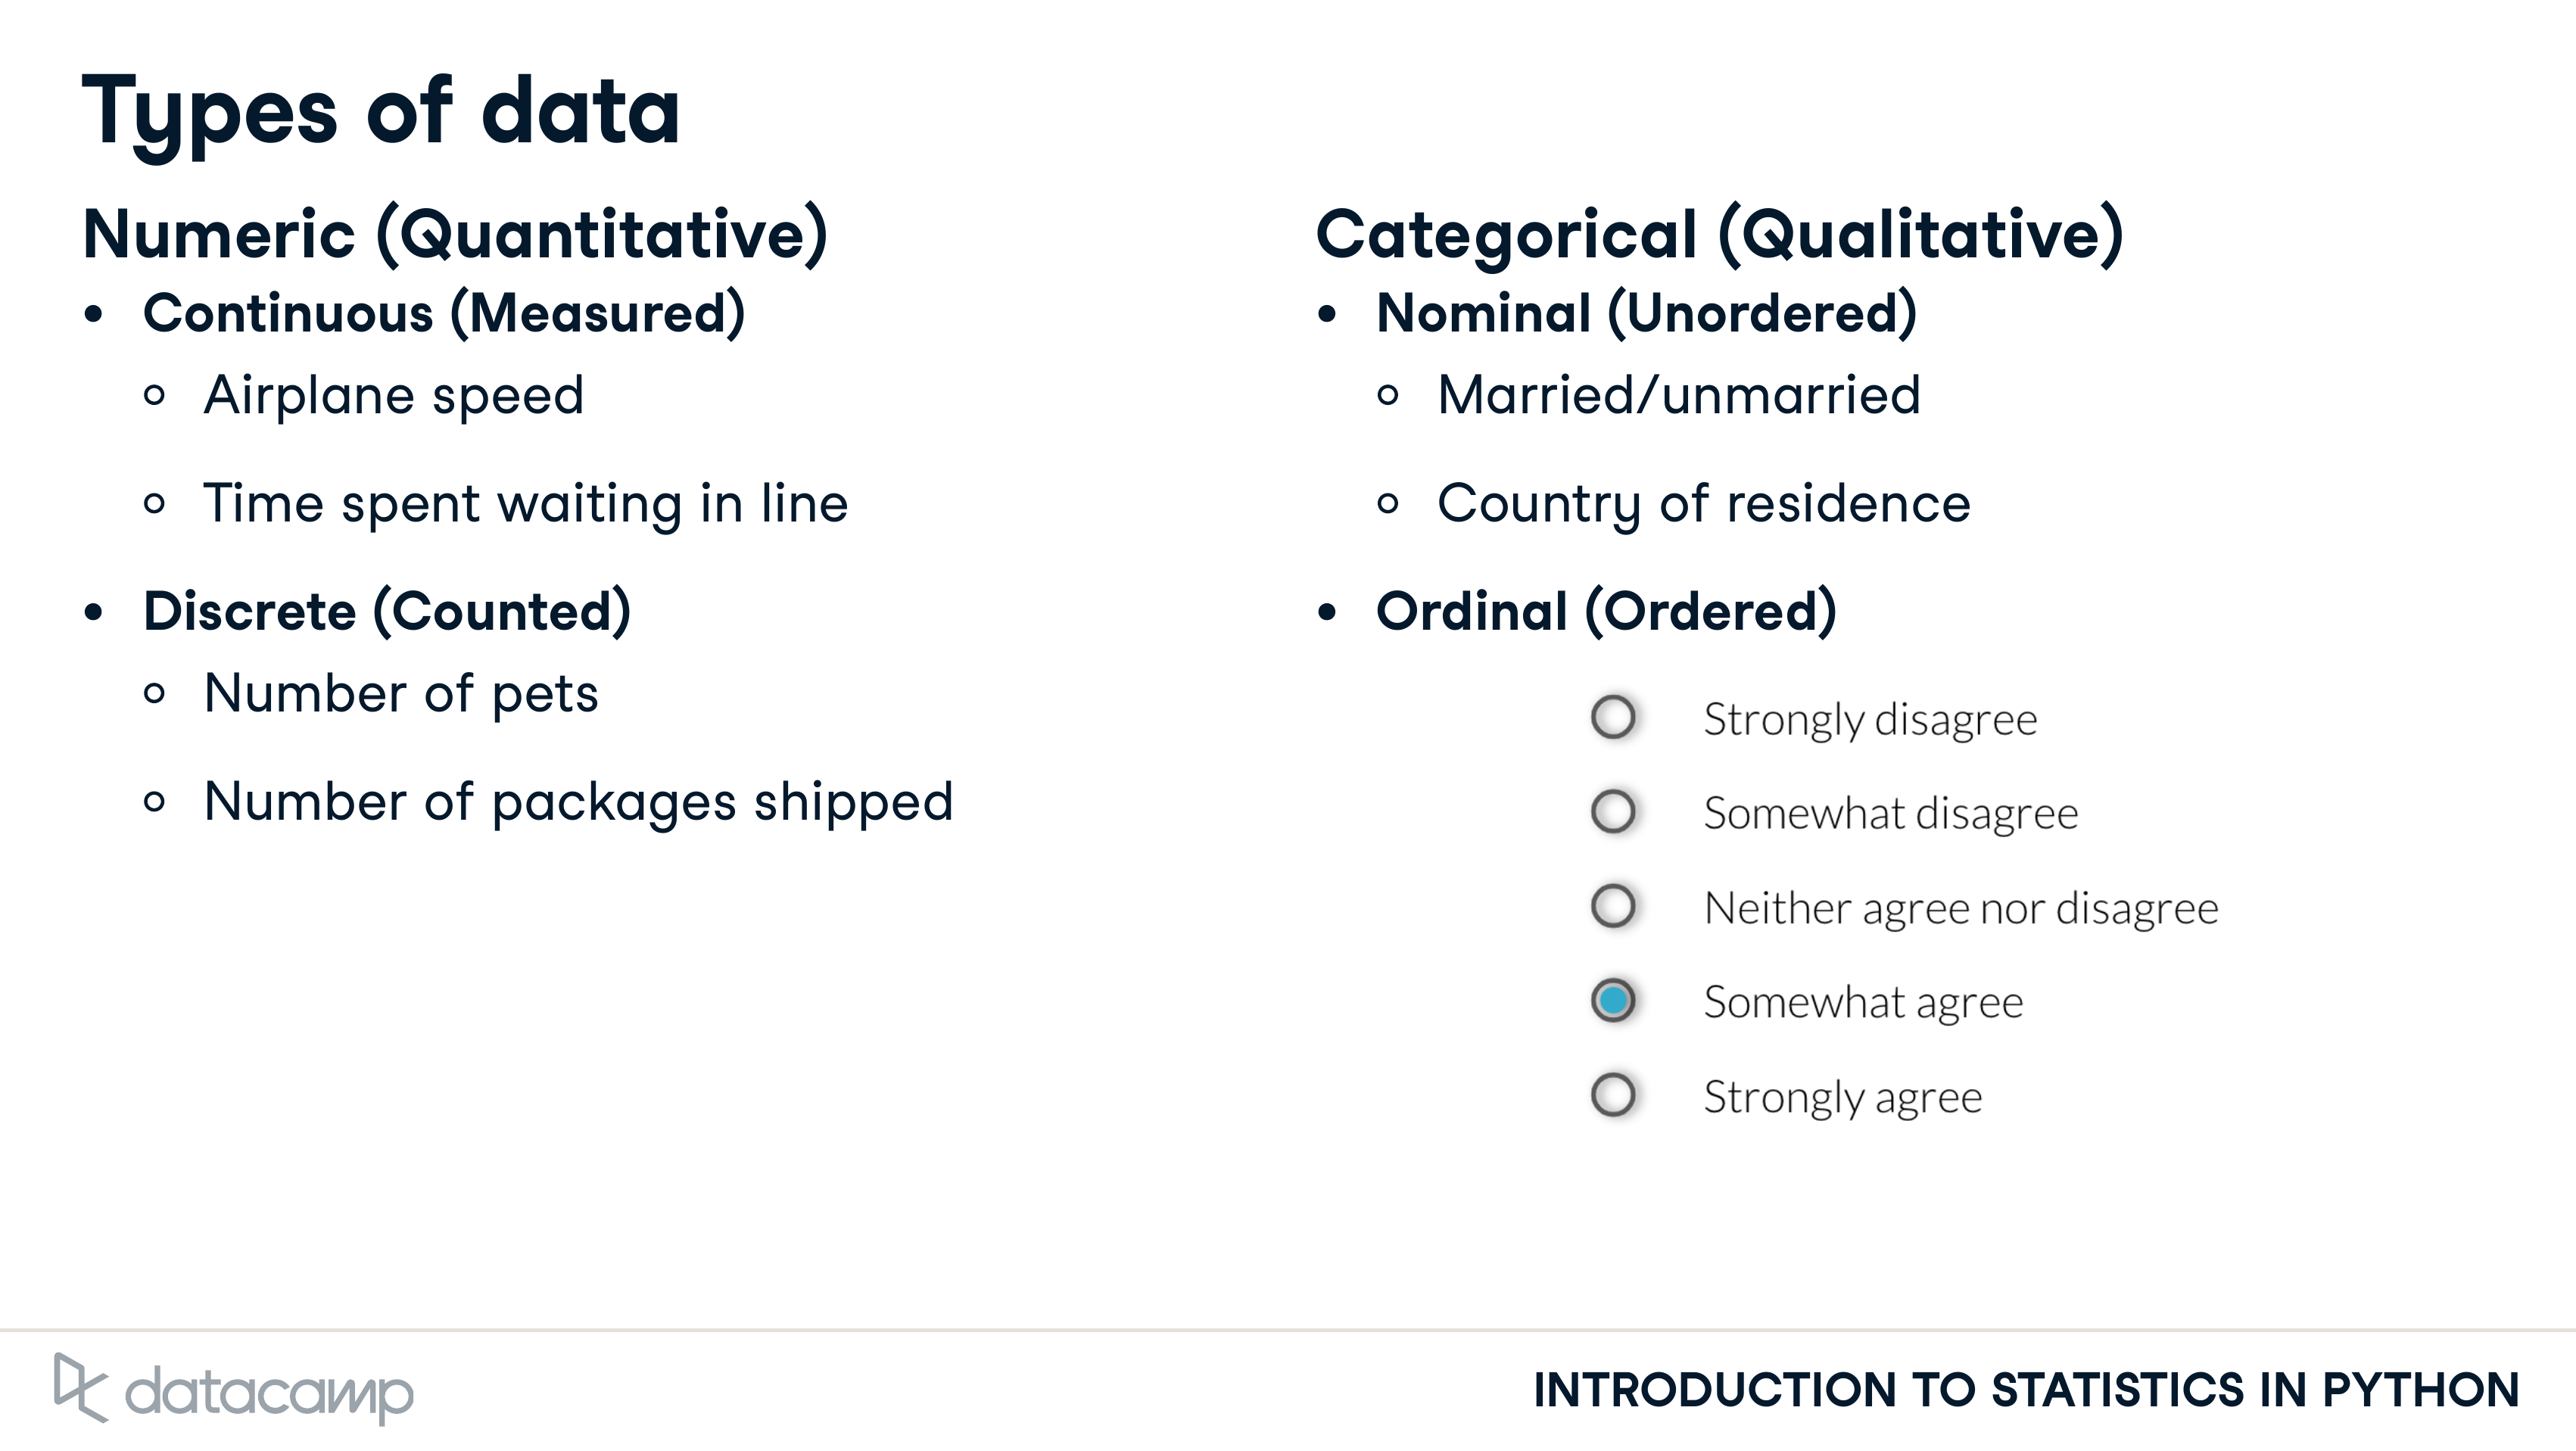 Types of data
Numeric (Quantitative)
• Continuous (Measured)
Airplane speed
Time spent waiting in line
• Discrete (Counted)
Number of pets
Number of packages shipped
Categorical (Qualitative)
• Nominal (Unordered)
Married/unmarried
Country of residence
• Ordinal (Ordered)
Strongly disagree
Somewhat disagree
Neither agree nor disagree
Somewhat agree
Strongly agree
datacamp
INTRODUCTION TO STATISTICS IN PYTHON